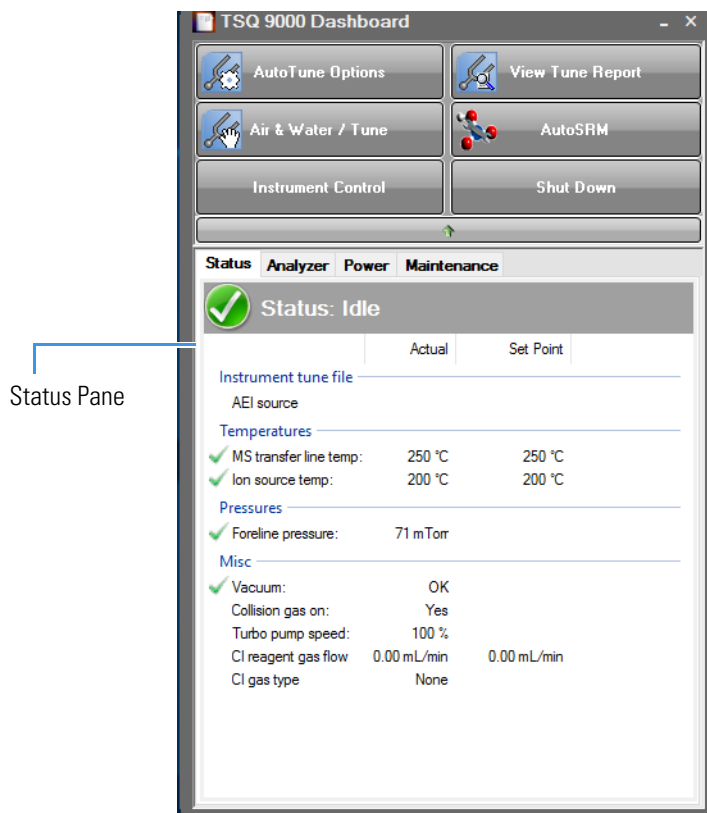 TSQ 9000 Dashboard
AutoTune Options
View Tune Report
Air & Water / Tune
AutoSRM
Instrument Control
Shut Down
Status Analyzer Power Maintenance
Status: Idle
Actual Set Point
Instrument tune file
AEI source
Temperatures
MS transfer line temp: 250 °C 250 °C
Ion source temp: 200 °C 200 °C
Pressures
Foreline pressure: 71 mTorr
Misc
Vacuum: OK
Collision gas on: Yes
Turbo pump speed: 100 %
CI reagent gas flow 0.00 mL/min 0.00 mL/min
CI gas type None
Status Pane